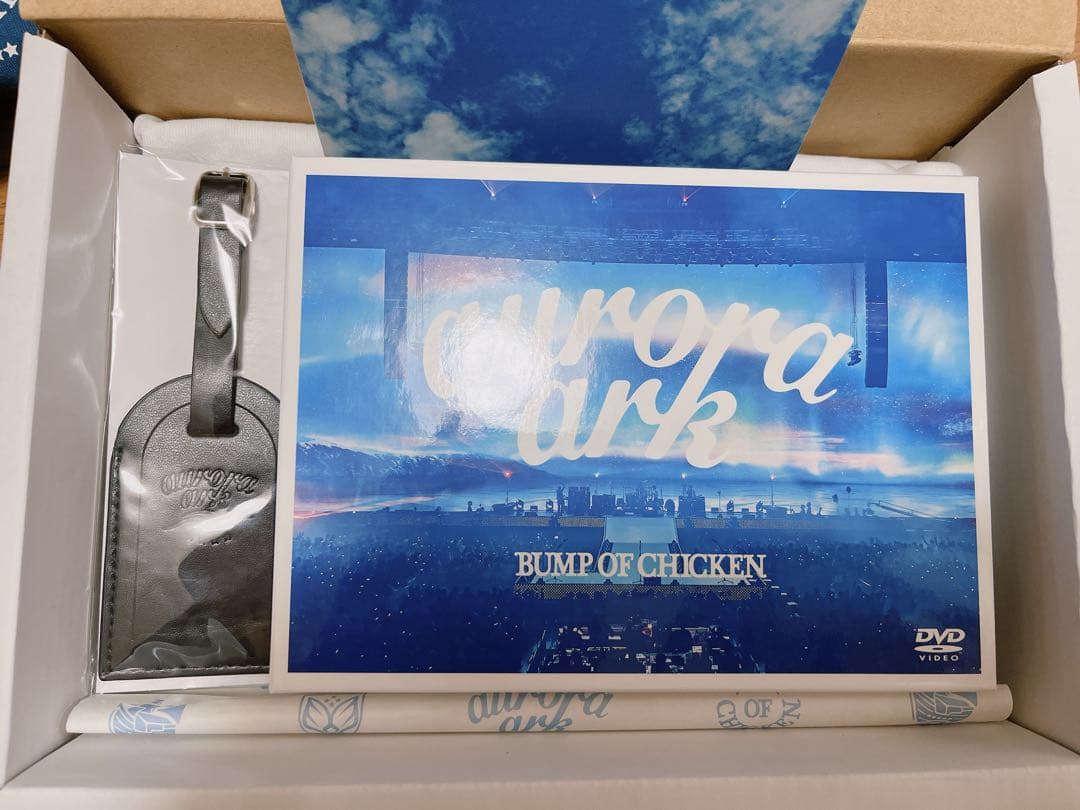 aurora
ark
BUMP OF CHICKEN
DVD
VIDEO
aurora
ark
aurora
ark
OF
CHICKEN